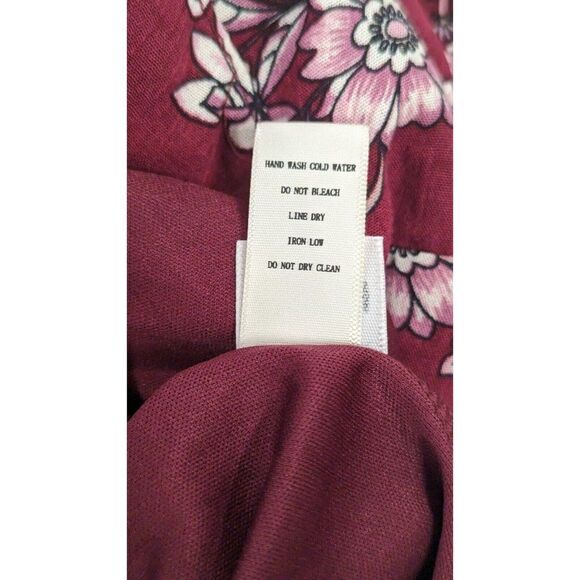 HAND WASH COLD WATER
DO NOT BLEACH
LINE DRY
IRON LOW
DO NOT DRY CLEAN